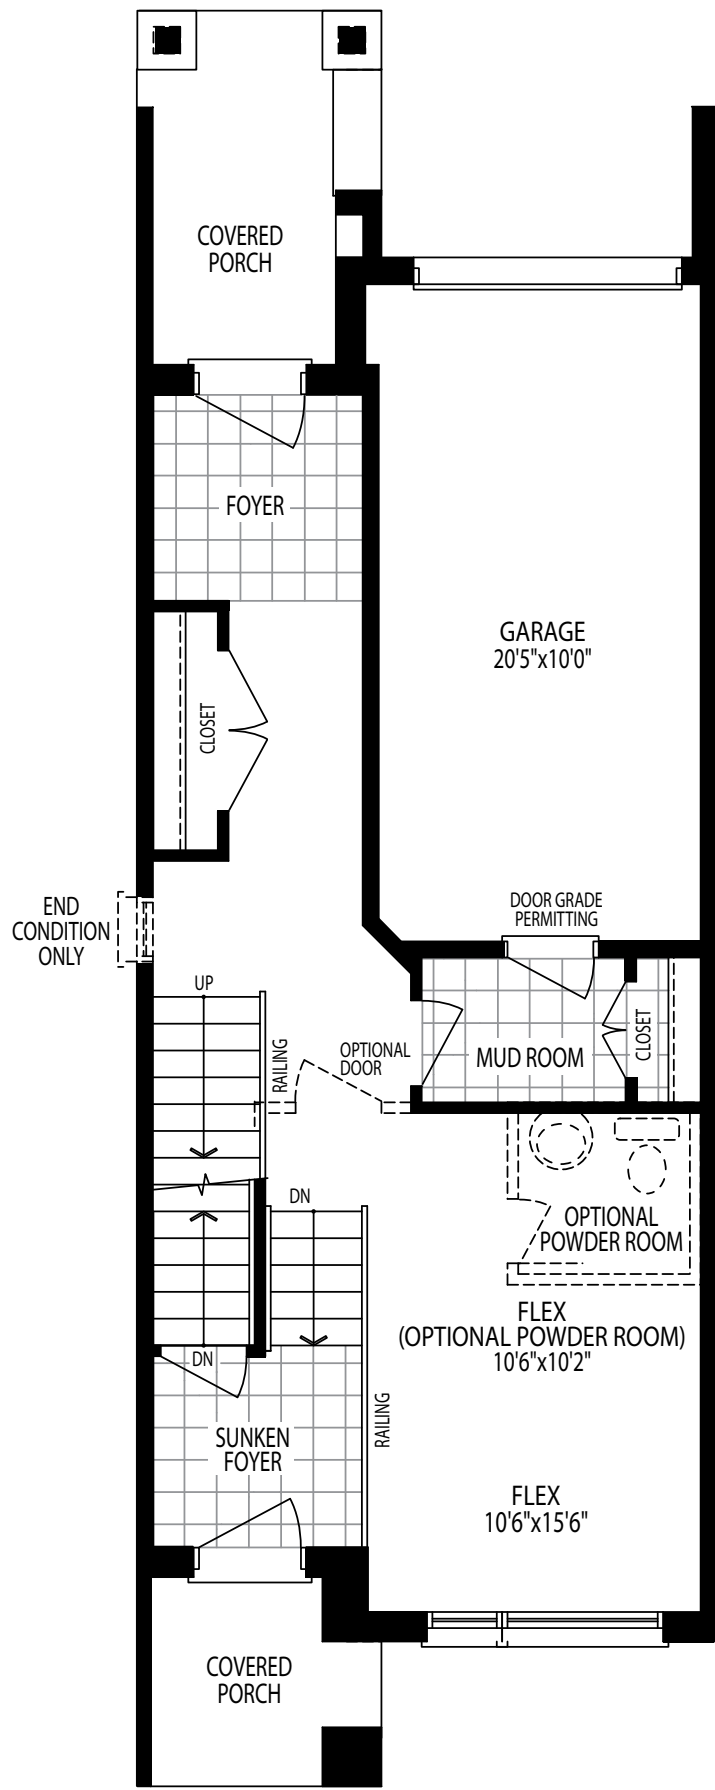 COVERED
PORCH
FOYER
GARAGE
20'5"x10'0"
CLOSET
DOOR GRADE
PERMITTING
END
CONDITION
ONLY
UP
RAILING
OPTIONAL
DOOR
MUD ROOM
CLOSET
DN
OPTIONAL
POWDER ROOM
FLEX
(OPTIONAL POWDER ROOM)
10'6"x10'2"
DN
RAILING
SUNKEN
FOYER
FLEX
10'6"x15'6"
COVERED
PORCH